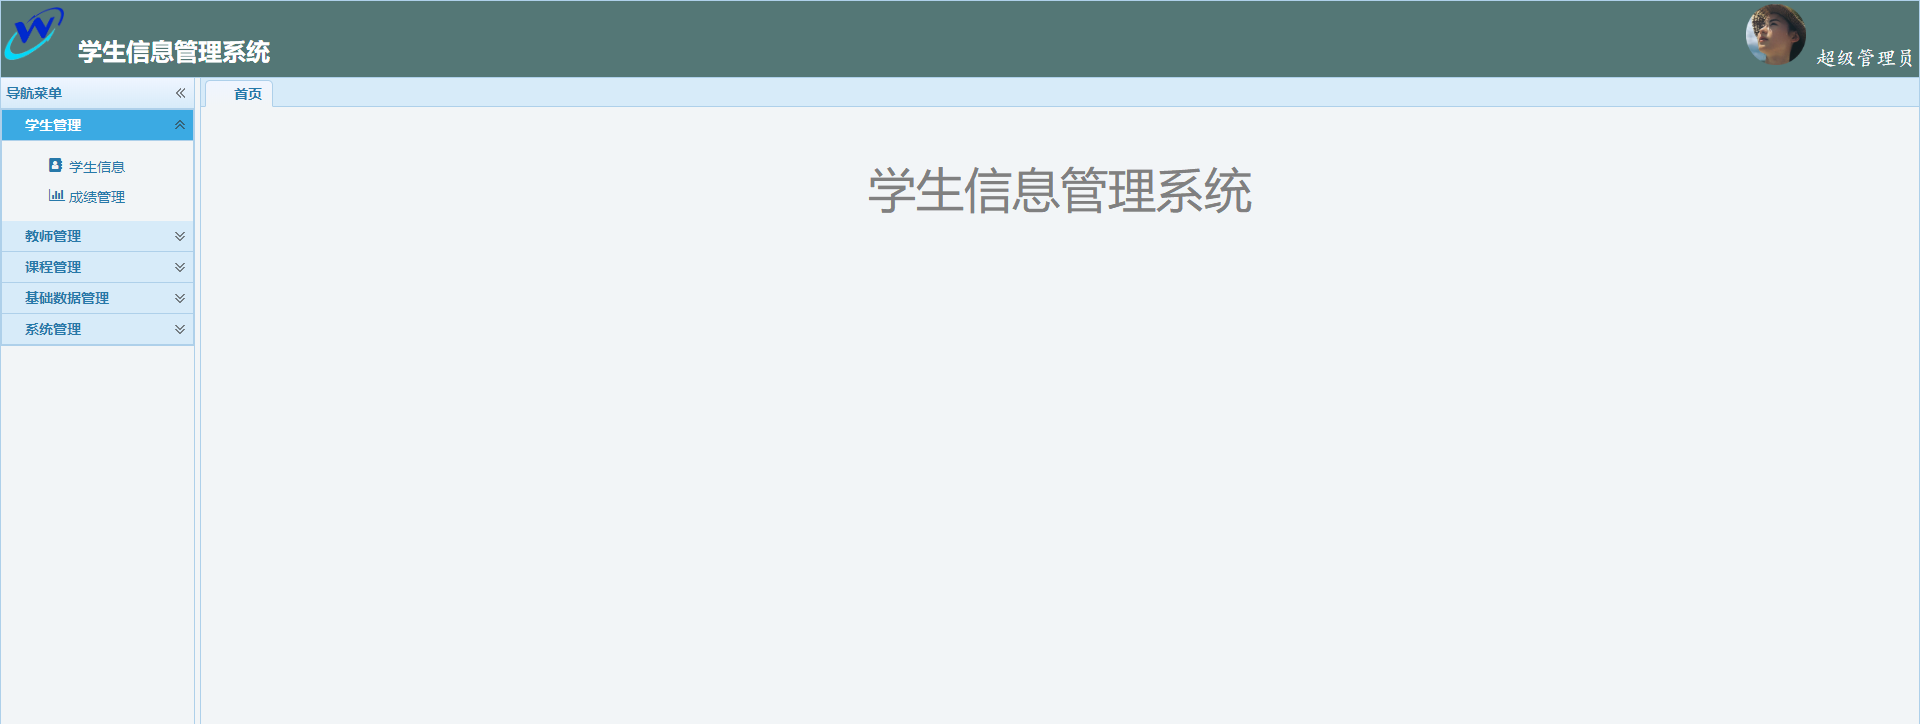 学生信息管理系统
超级管理员
导航菜单
首页
学生管理
学生信息
成绩管理
教师管理
课程管理
基础数据管理
系统管理
学生信息管理系统